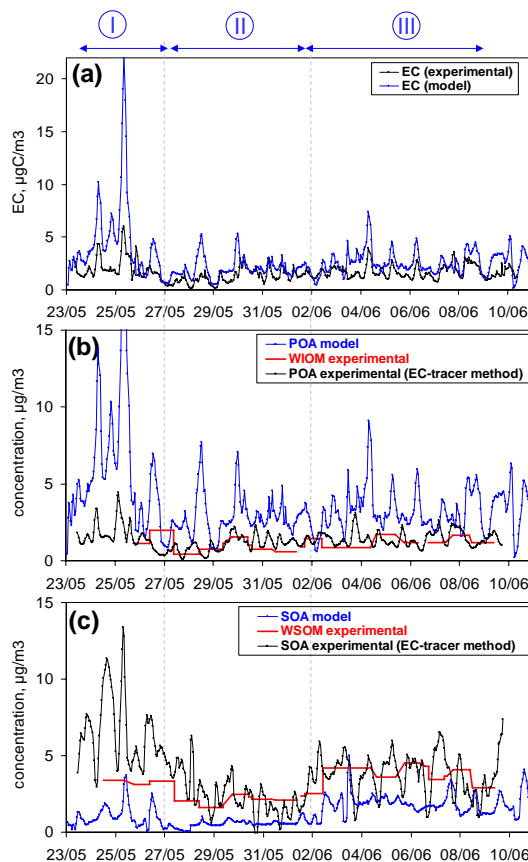 I II III
(a)
EC (experimental)
EC (model)
EC, µgC/m3
20
15
10
5
0
23/05 25/05 27/05 29/05 31/05 02/06 04/06 06/06 08/06 10/06
(b)
POA model
WIOM experimental
POA experimental (EC-tracer method)
concentration, µg/m3
15
10
5
0
23/05 25/05 27/05 29/05 31/05 02/06 04/06 06/06 08/06 10/06
(c)
SOA model
WSOM experimental
SOA experimental (EC-tracer method)
concentration, µg/m3
15
10
5
0
23/05 25/05 27/05 29/05 31/05 02/06 04/06 06/06 08/06 10/06